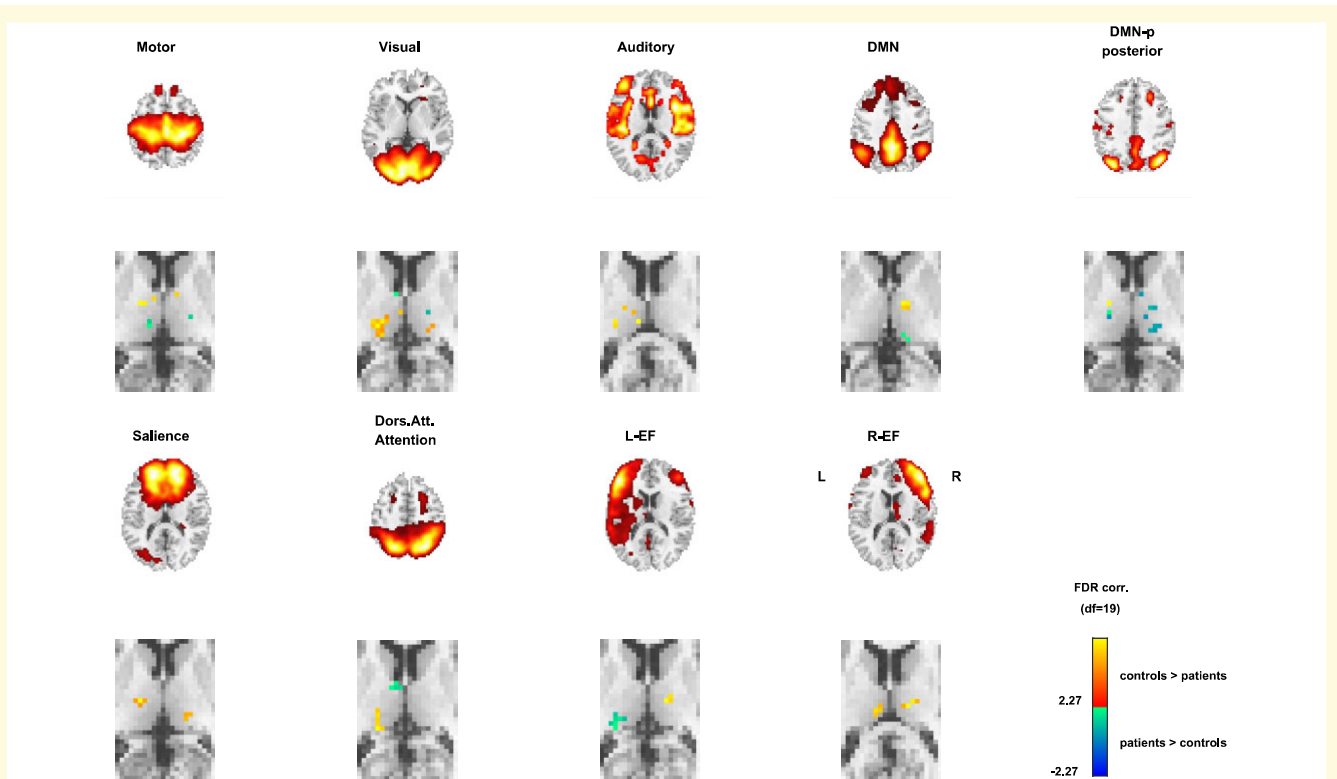 Motor
Visual
Auditory
DMN
DMN-p
posterior
Salience
Dors.Att.
Attention
L-EF
R-EF
L
R
FDR corr.
(df=19)
controls > patients
2.27
patients > controls
-2.27